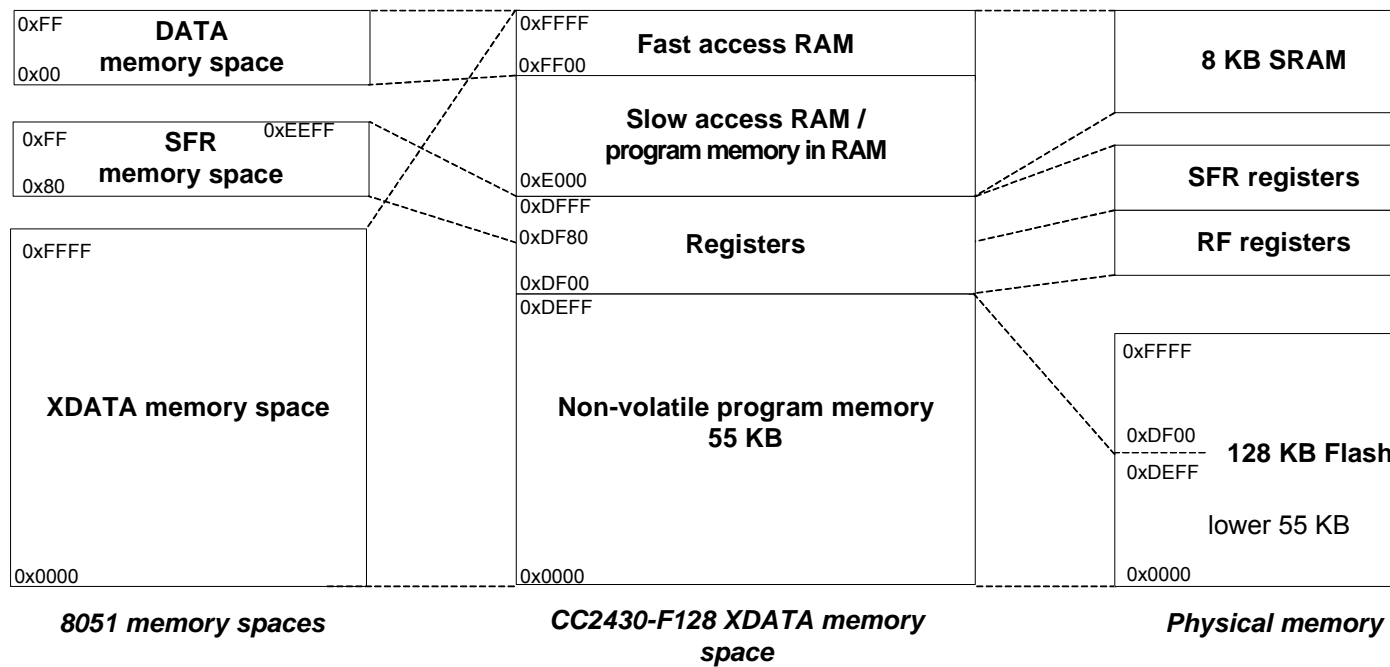 0xFF
DATA
memory space
0x00
0xFF
SFR
0xEEFF
memory space
0x80
0xFFFF
XDATA memory space
0x0000
8051 memory spaces
0xFFFF
Fast access RAM
0xFF00
Slow access RAM /
program memory in RAM
0xE000
0xDFFF
0xDF80
Registers
0xDF00
0xDEFF
Non-volatile program memory
55 KB
0x0000
CC2430-F128 XDATA memory
space
8 KB SRAM
SFR registers
RF registers
0xFFFF
0xDF00
128 KB Flash
0xDEFF
lower 55 KB
0x0000
Physical memory